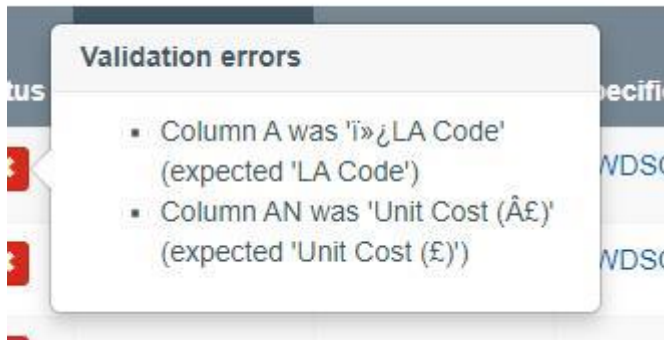 Validation errors
tus
pecific
▪ Column A was 'ï»¿LA Code'
(expected 'LA Code')
WDSC
▪ Column AN was 'Unit Cost (Â£)'
(expected 'Unit Cost (£)')
WDSC